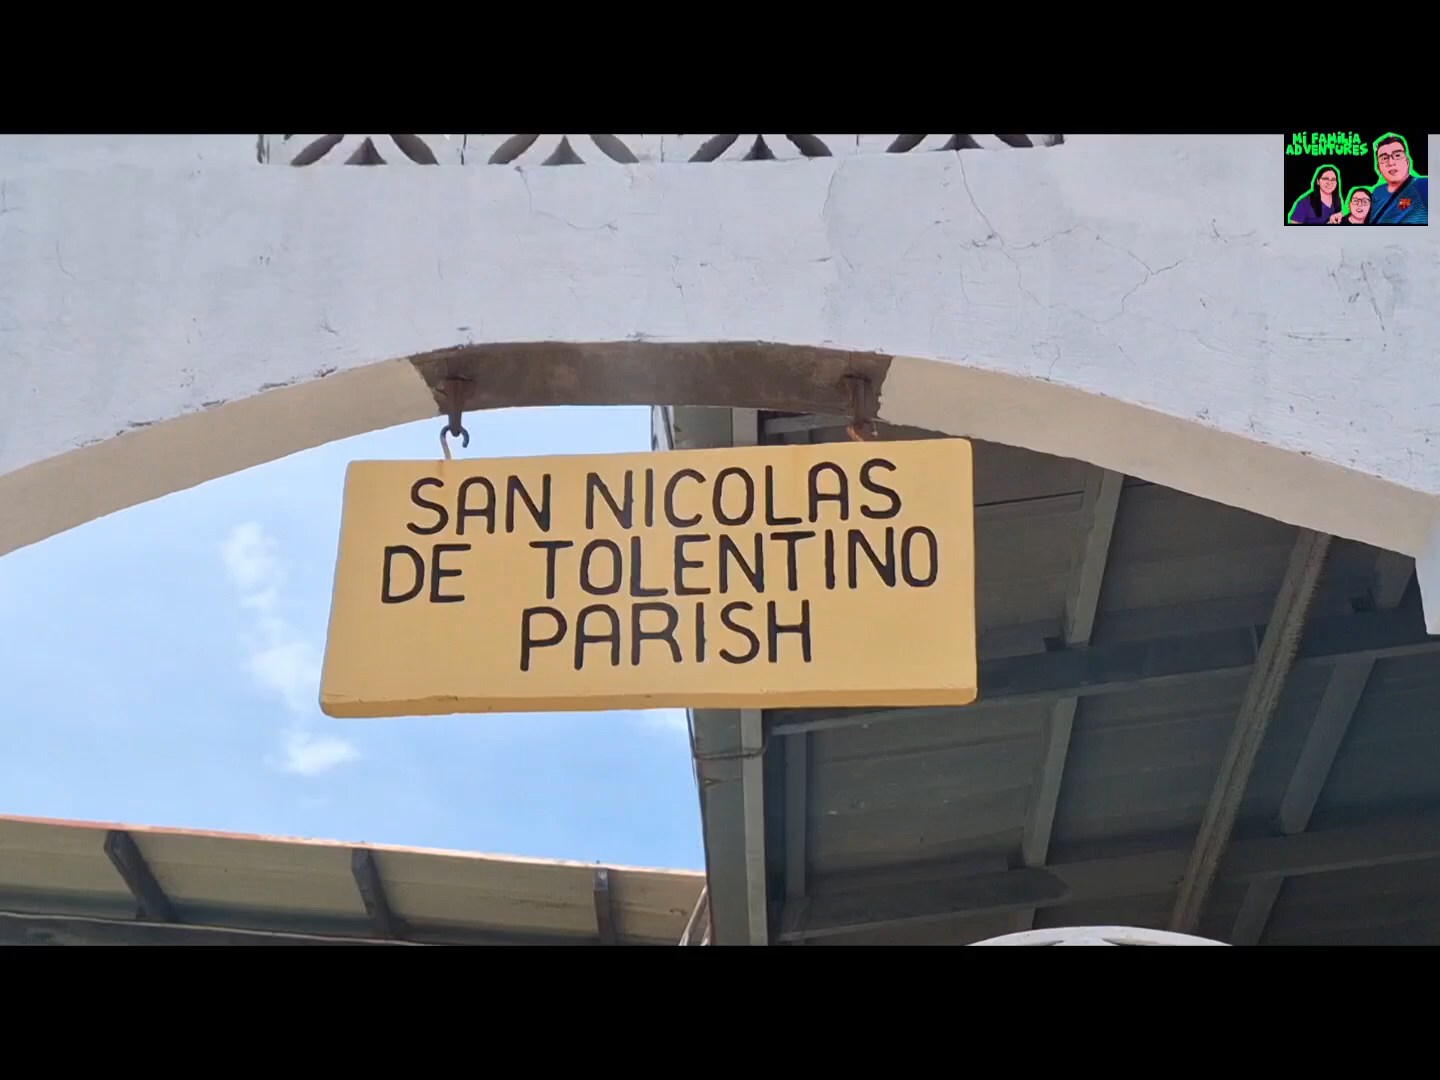 MI FAMILIA
ADVENTURES
SAN NICOLAS
DE TOLENTINO
PARISH